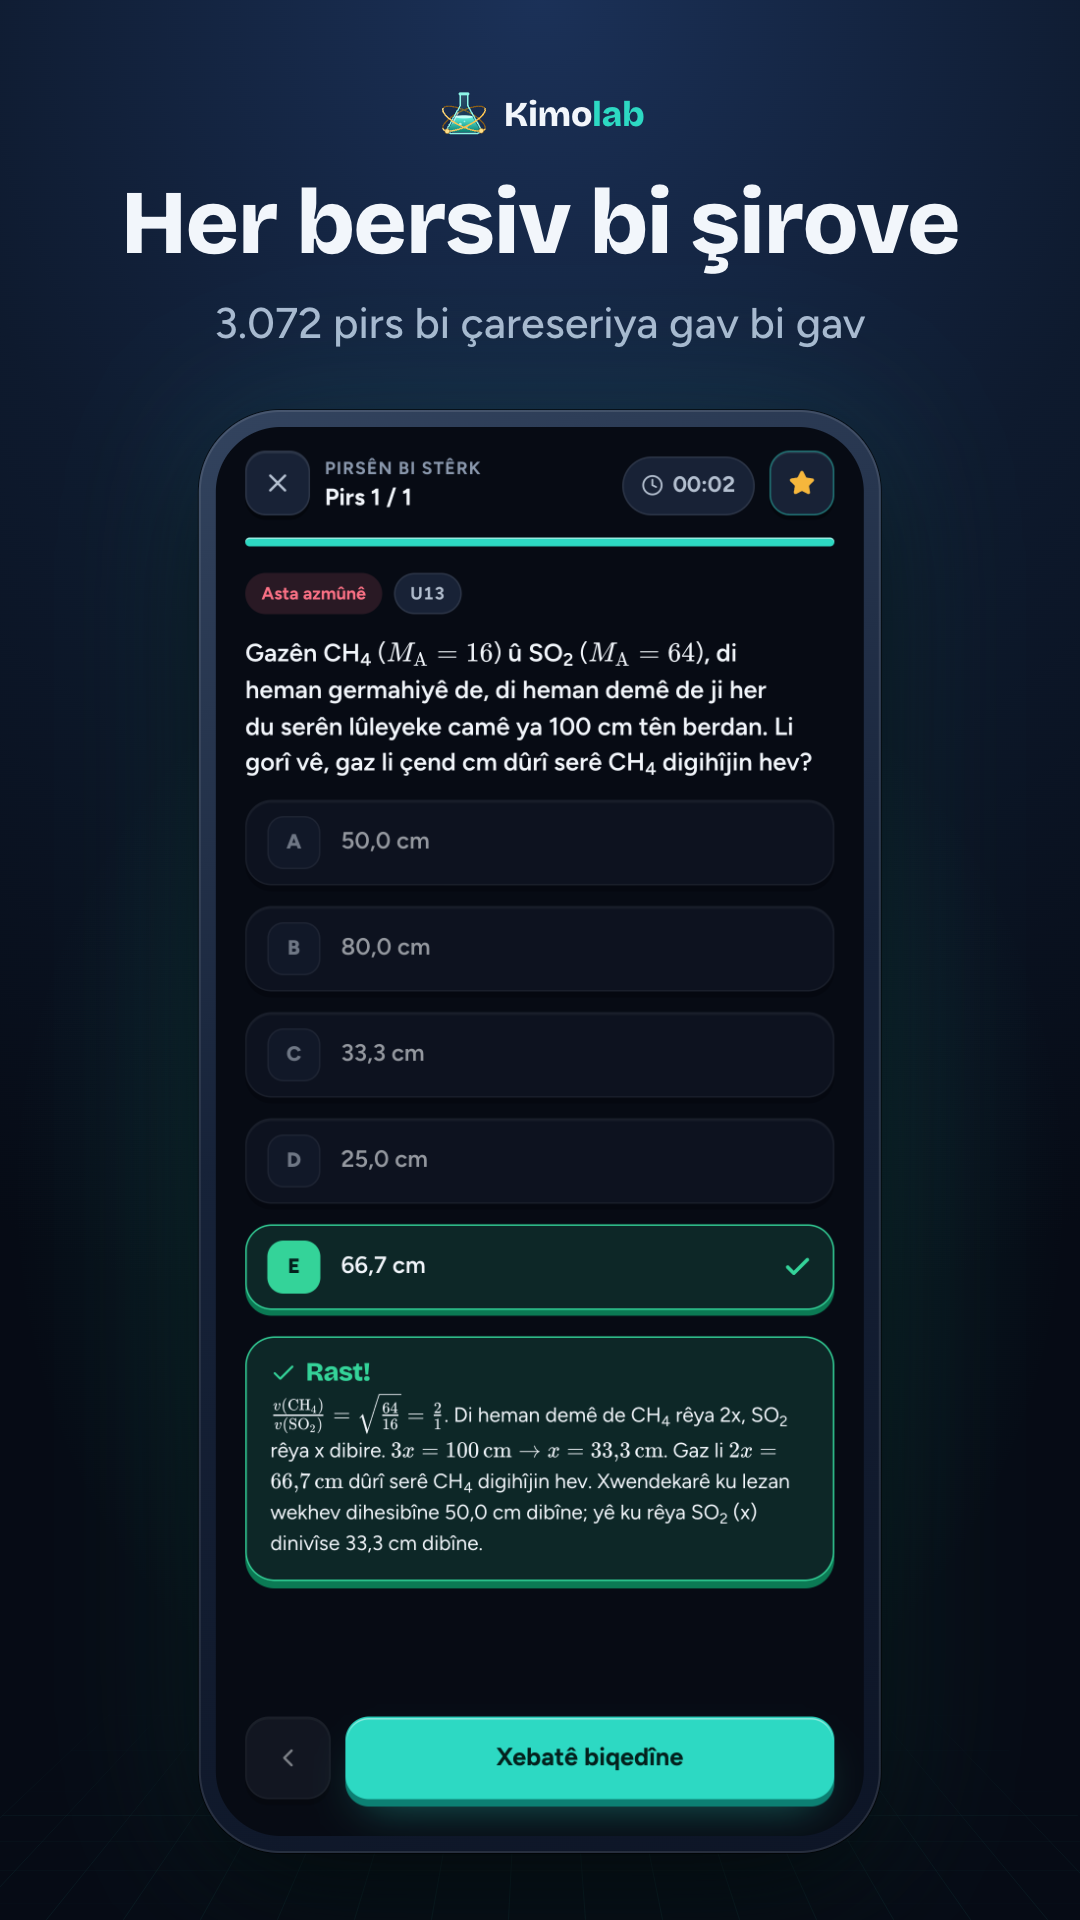 Kimolab
Her bersiv bi şirove
3.072 pirs bi çareseriya gav bi gav
PIRSÊN BI STÊRK
Pirs 1 / 1
00:02
Asta azmûnê
U13
Gazên CH₄ (M_A = 16) û SO₂ (M_A = 64), di
heman germahiyê de, di heman demê de ji her
du serên lûleyeke camê ya 100 cm tên berdan. Li
gorî vê, gaz li çend cm dûrî serê CH₄ digihîjin hev?
A 50,0 cm
B 80,0 cm
C 33,3 cm
D 25,0 cm
E 66,7 cm
Rast!
v(CH₄)/v(SO₂) = √(64/16) = 2/1. Di heman demê de CH₄ rêya 2x, SO₂
rêya x dibire. 3x = 100 cm → x = 33,3 cm. Gaz li 2x =
66,7 cm dûrî serê CH₄ digihîjin hev. Xwendekarê ku lezan
wekhev dihesibîne 50,0 cm dibîne; yê ku rêya SO₂ (x)
dinivîse 33,3 cm dibîne.
Xebatê biqedîne